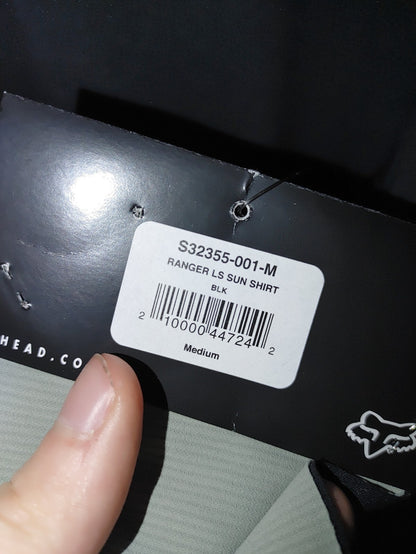 S32355-001-M
RANGER LS SUN SHIRT
BLK
2 10000 44724 2
Medium
HEAD.CO